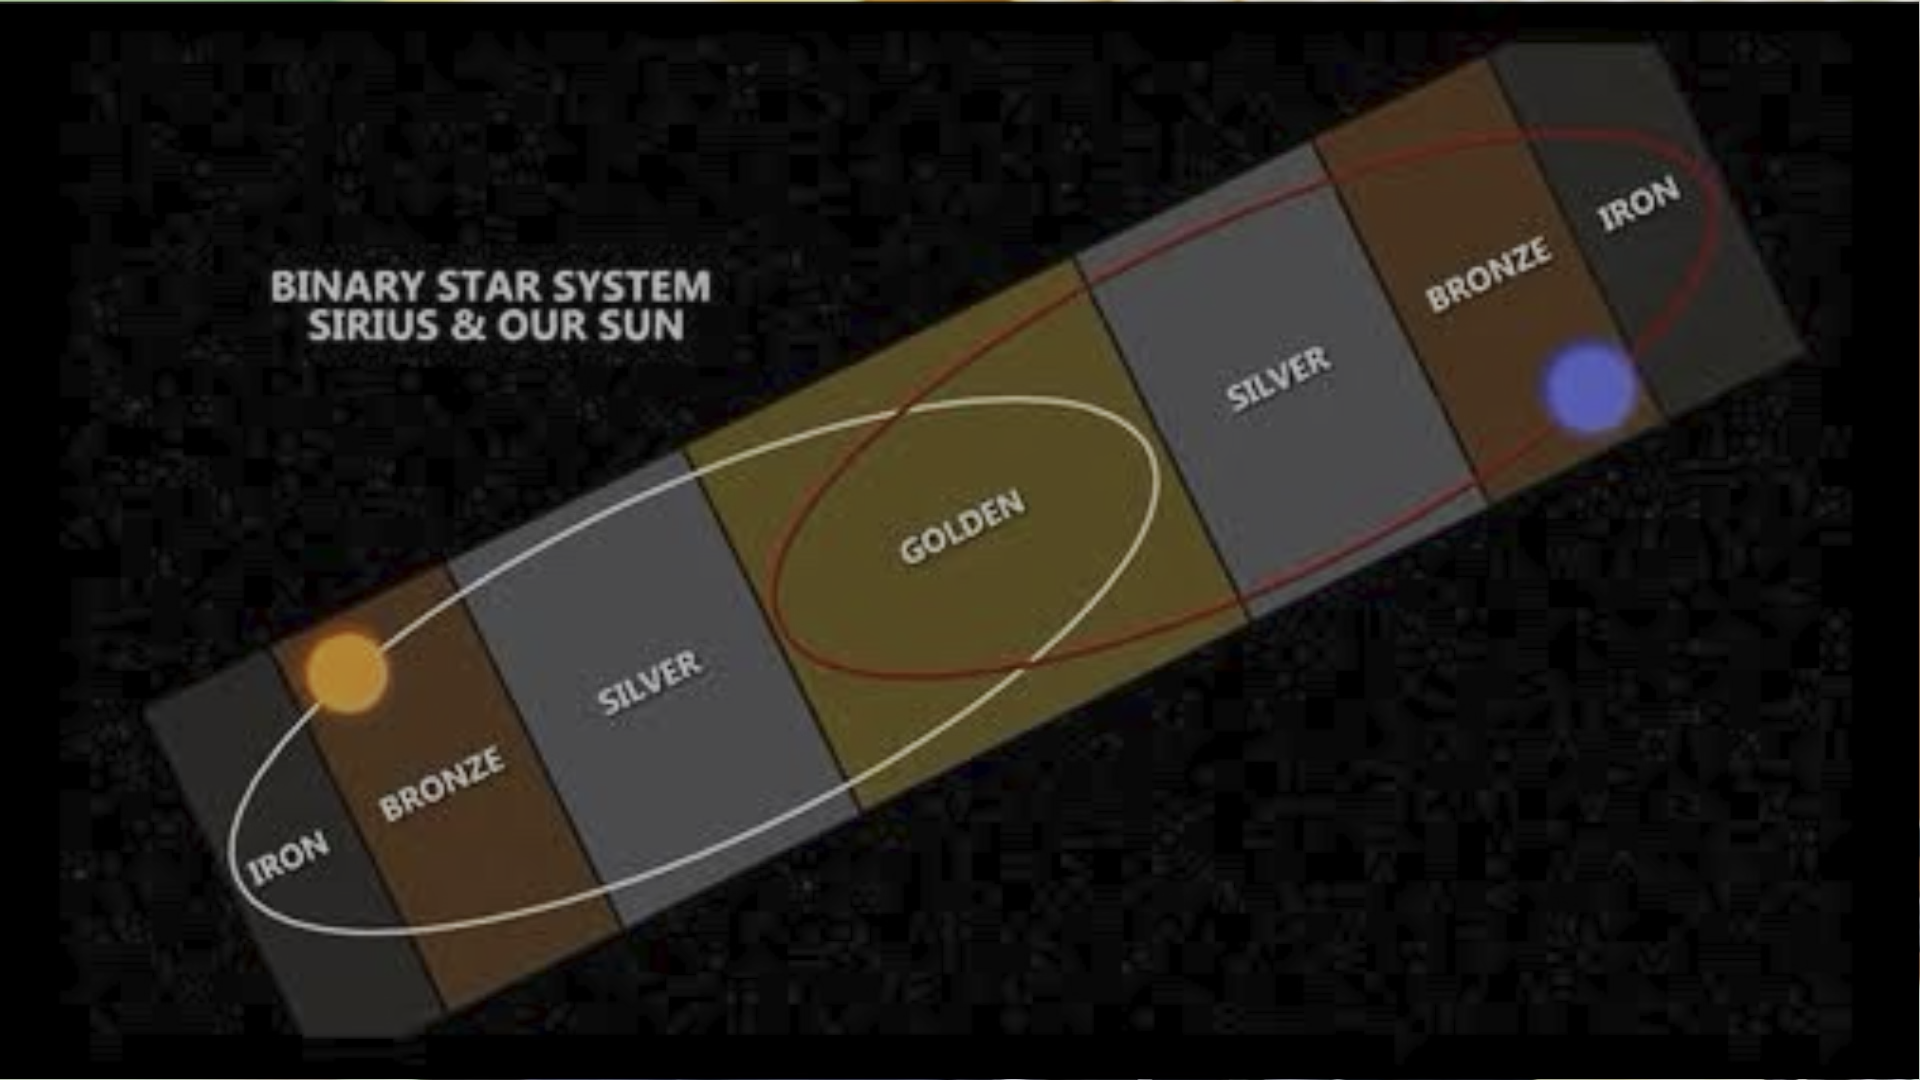 BINARY STAR SYSTEM
SIRIUS & OUR SUN
IRON
BRONZE
SILVER
GOLDEN
SILVER
BRONZE
IRON